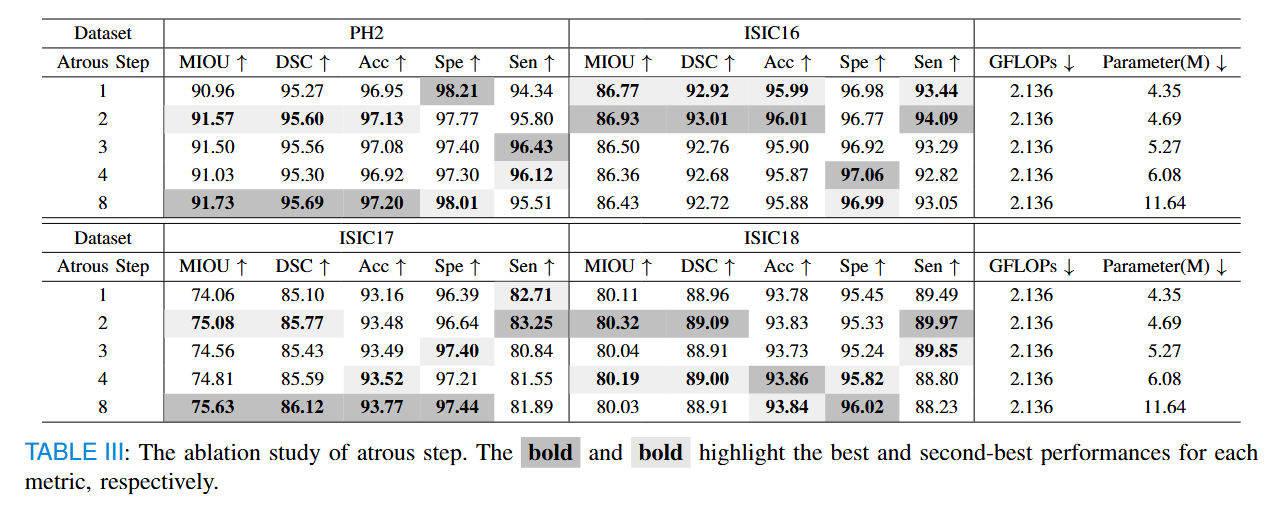 Dataset PH2 ISIC16
Atrous Step MIOU ↑ DSC ↑ Acc ↑ Spe ↑ Sen ↑ MIOU ↑ DSC ↑ Acc ↑ Spe ↑ Sen ↑ GFLOPs ↓ Parameter(M) ↓
1 90.96 95.27 96.95 98.21 94.34 86.77 92.92 95.99 96.98 93.44 2.136 4.35
2 91.57 95.60 97.13 97.77 95.80 86.93 93.01 96.01 96.77 94.09 2.136 4.69
3 91.50 95.56 97.08 97.40 96.43 86.50 92.76 95.90 96.92 93.29 2.136 5.27
4 91.03 95.30 96.92 97.30 96.12 86.36 92.68 95.87 97.06 92.82 2.136 6.08
8 91.73 95.69 97.20 98.01 95.51 86.43 92.72 95.88 96.99 93.05 2.136 11.64
Dataset ISIC17 ISIC18
Atrous Step MIOU ↑ DSC ↑ Acc ↑ Spe ↑ Sen ↑ MIOU ↑ DSC ↑ Acc ↑ Spe ↑ Sen ↑ GFLOPs ↓ Parameter(M) ↓
1 74.06 85.10 93.16 96.39 82.71 80.11 88.96 93.78 95.45 89.49 2.136 4.35
2 75.08 85.77 93.48 96.64 83.25 80.32 89.09 93.83 95.33 89.97 2.136 4.69
3 74.56 85.43 93.49 97.40 80.84 80.04 88.91 93.73 95.24 89.85 2.136 5.27
4 74.81 85.59 93.52 97.21 81.55 80.19 89.00 93.86 95.82 88.80 2.136 6.08
8 75.63 86.12 93.77 97.44 81.89 80.03 88.91 93.84 96.02 88.23 2.136 11.64
TABLE III: The ablation study of atrous step. The bold and bold highlight the best and second-best performances for each
metric, respectively.